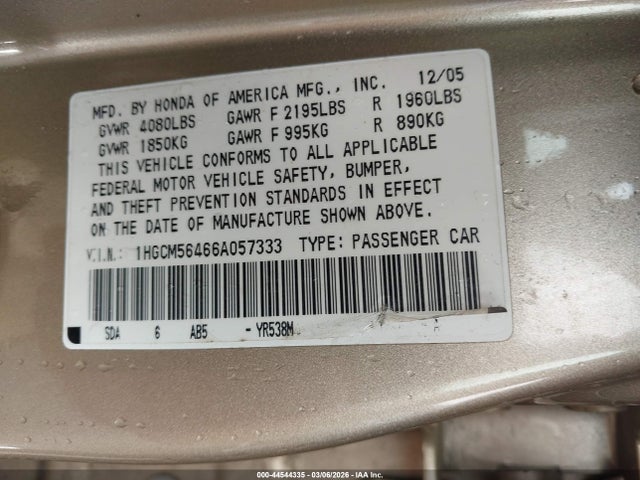 MFD. BY HONDA OF AMERICA MFG., INC. 12/05
GVWR 4080LBS GAWR F 2195LBS R 1960LBS
GVWR 1850KG GAWR F 995KG R 890KG
THIS VEHICLE CONFORMS TO ALL APPLICABLE
FEDERAL MOTOR VEHICLE SAFETY, BUMPER,
AND THEFT PREVENTION STANDARDS IN EFFECT
ON THE DATE OF MANUFACTURE SHOWN ABOVE.
V.I.N.: 1HGCM56466A057333 TYPE: PASSENGER CAR
SDA 6 AB5 -YR538M A
000-44544335 | 03/06/2026 | IAA Inc.